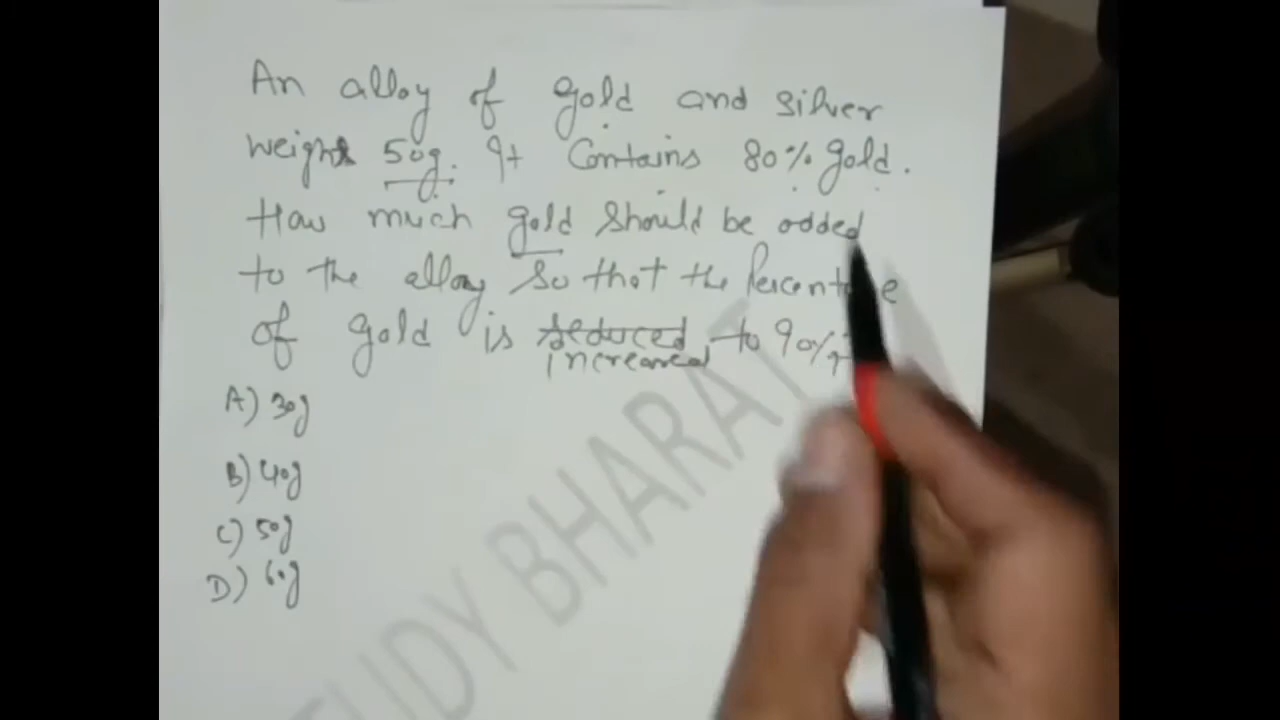 An alloy of gold and silver
weighs 50g. It contains 80% gold.
How much gold should be added
to the alloy so that the Percentage
of gold is reduced to 90%?
increased
A) 30g
B) 40g
C) 50g
D) 60g
STUDY BHARAT